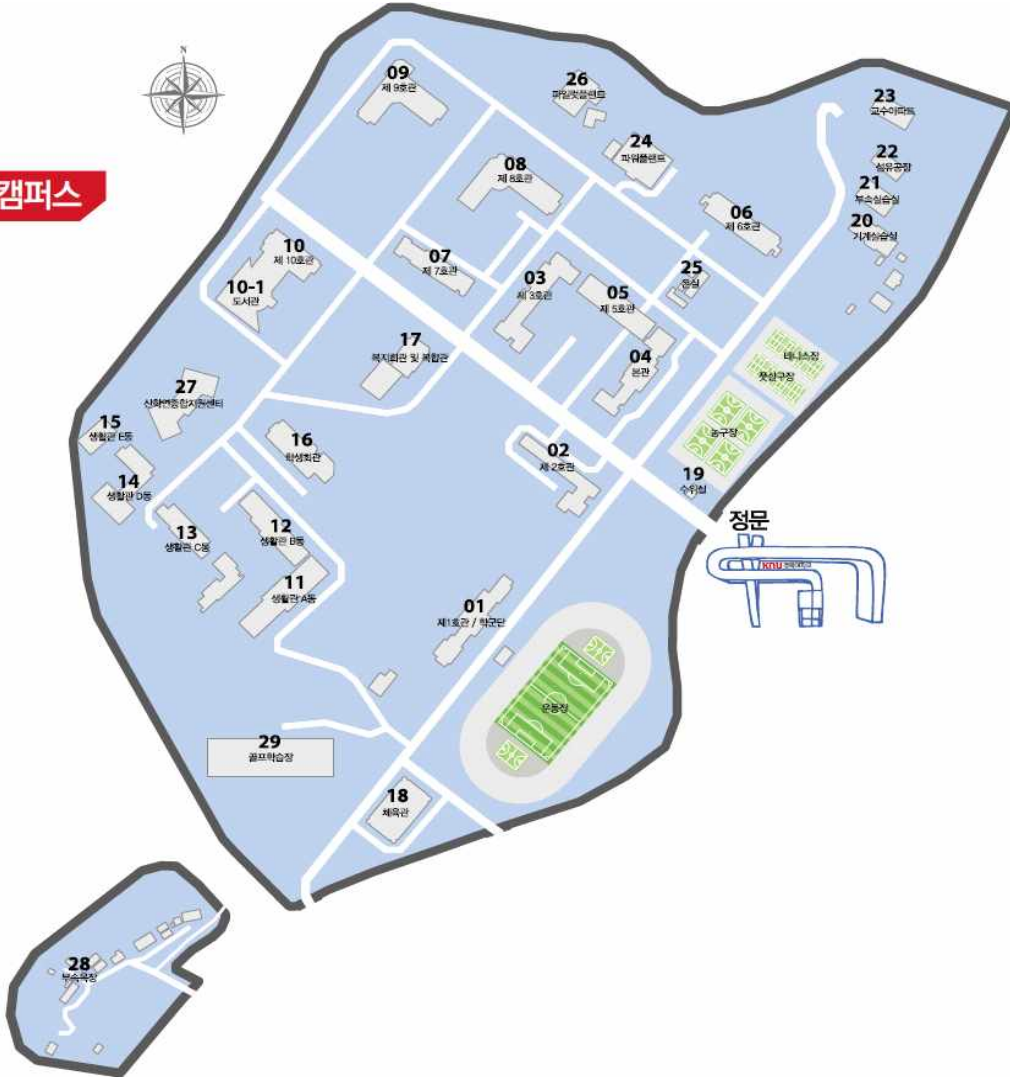 N
캠퍼스
09
제 9호관
26
파일럿플랜트
23
교수아파트
24
파워플랜트
22
섬유공장
08
제 8호관
21
부속실습실
06
제 6호관
20
기계실습실
10
제 10호관
07
제 7호관
03
제 3호관
25
온실
10-1
도서관
05
제 5호관
17
복지회관 및 복합관
04
본관
테니스장
풋살구장
27
산학연종합지원센터
농구장
15
생활관 E동
16
학생회관
02
제 2호관
14
생활관 D동
19
수위실
정문
13
생활관 C동
12
생활관 B동
KNU
11
생활관 A동
01
제1호관 / 학군단
운동장
29
골프학습장
18
체육관
28
부속목장